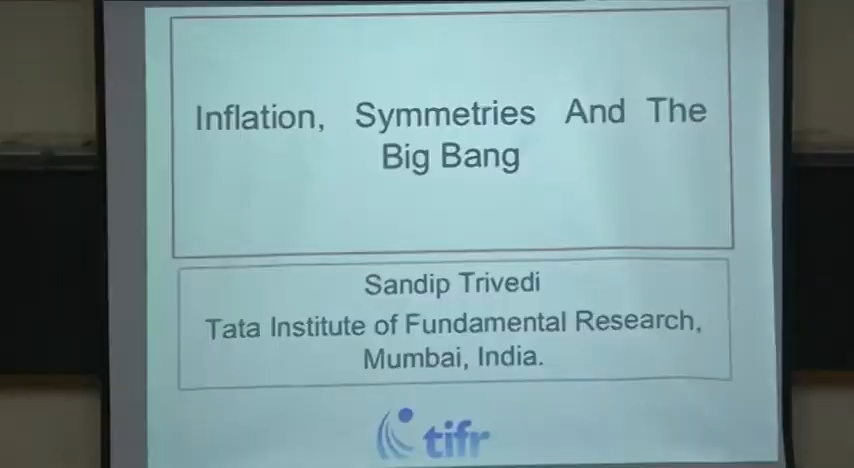 Inflation, Symmetries And The
Big Bang
Sandip Trivedi
Tata Institute of Fundamental Research,
Mumbai, India.
tifr